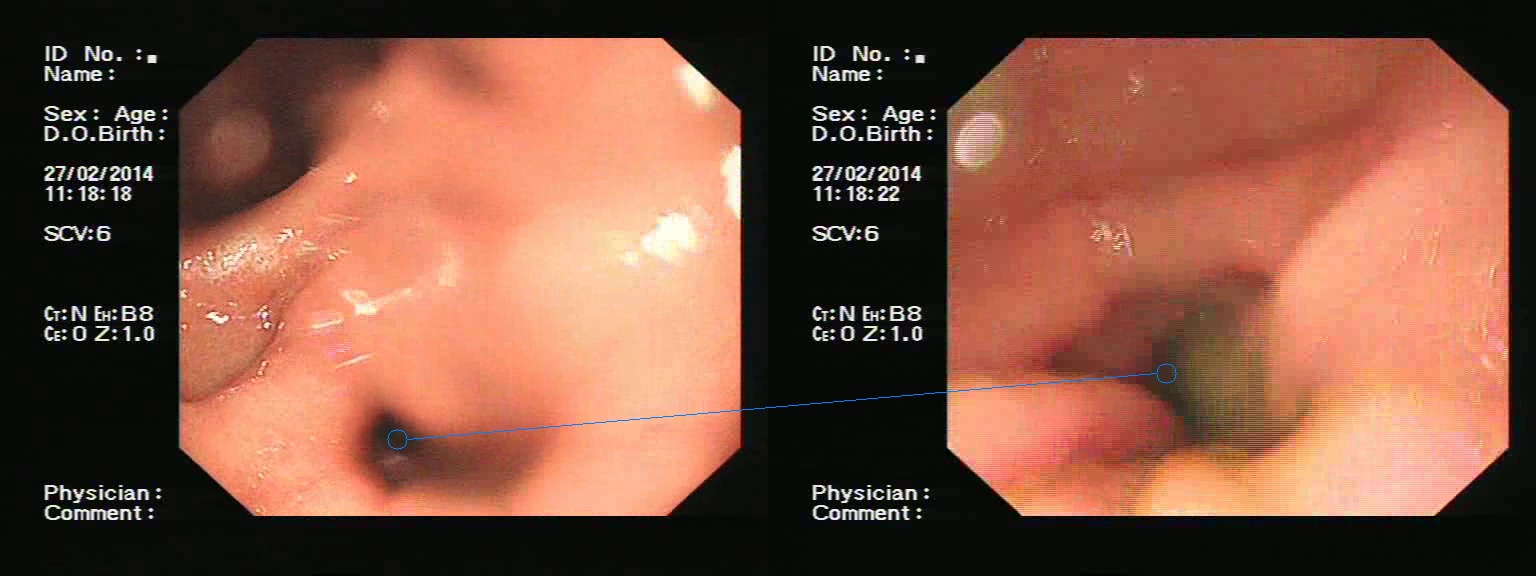 ID No. :
Name:
Sex: Age:
D.O.Birth:
27/02/2014
11:18:18
SCV:6
CT:N EH:B8
CE:0 Z:1.0
Physician:
Comment:
ID No. :
Name:
Sex: Age:
D.O.Birth:
27/02/2014
11:18:22
SCV:6
CT:N EH:B8
CE:0 Z:1.0
Physician:
Comment: